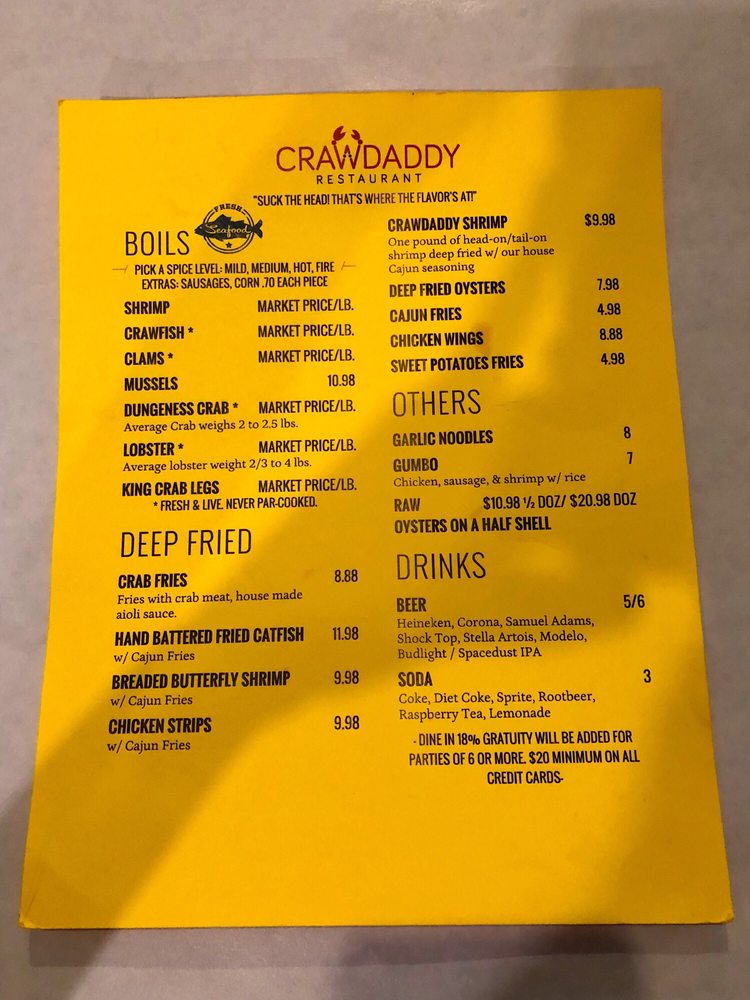 CRAWDADDY
RESTAURANT
"SUCK THE HEAD! THAT'S WHERE THE FLAVOR'S AT!"
BOILS
FRESH
Seafood
PICK A SPICE LEVEL: MILD, MEDIUM, HOT, FIRE
EXTRAS: SAUSAGES, CORN .70 EACH PIECE
SHRIMP MARKET PRICE/LB.
CRAWFISH * MARKET PRICE/LB.
CLAMS * MARKET PRICE/LB.
MUSSELS 10.98
DUNGENESS CRAB * MARKET PRICE/LB.
Average Crab weighs 2 to 2.5 lbs.
LOBSTER * MARKET PRICE/LB.
Average lobster weight 2/3 to 4 lbs.
KING CRAB LEGS MARKET PRICE/LB.
* FRESH & LIVE. NEVER PAR-COOKED.
DEEP FRIED
CRAB FRIES 8.88
Fries with crab meat, house made
aioli sauce.
HAND BATTERED FRIED CATFISH 11.98
w/ Cajun Fries
BREADED BUTTERFLY SHRIMP 9.98
w/ Cajun Fries
CHICKEN STRIPS 9.98
w/ Cajun Fries
CRAWDADDY SHRIMP $9.98
One pound of head-on/tail-on
shrimp deep fried w/ our house
Cajun seasoning
DEEP FRIED OYSTERS 7.98
CAJUN FRIES 4.98
CHICKEN WINGS 8.88
SWEET POTATOES FRIES 4.98
OTHERS
GARLIC NOODLES 8
GUMBO 7
Chicken, sausage, & shrimp w/ rice
RAW $10.98 ½ DOZ/ $20.98 DOZ
OYSTERS ON A HALF SHELL
DRINKS
BEER 5/6
Heineken, Corona, Samuel Adams,
Shock Top, Stella Artois, Modelo,
Budlight / Spacedust IPA
SODA 3
Coke, Diet Coke, Sprite, Rootbeer,
Raspberry Tea, Lemonade
- DINE IN 18% GRATUITY WILL BE ADDED FOR
PARTIES OF 6 OR MORE. $20 MINIMUM ON ALL
CREDIT CARDS-